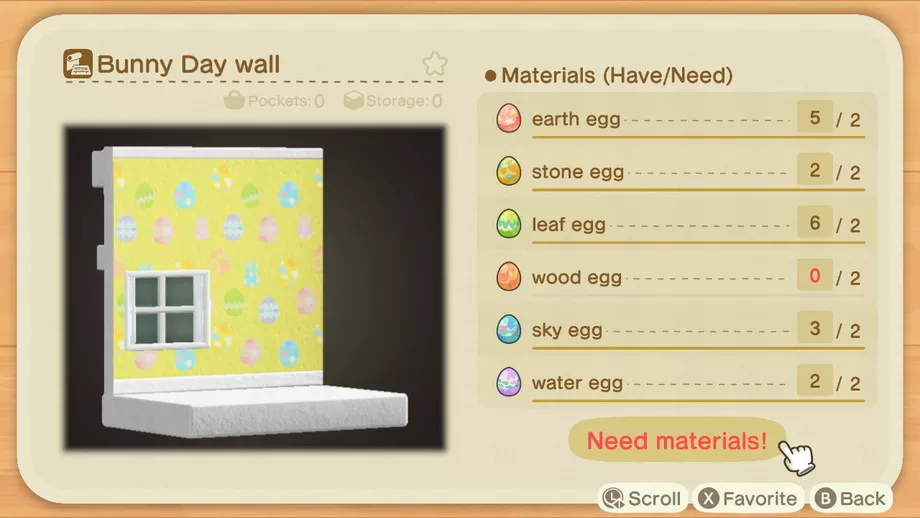 Bunny Day wall
Pockets: 0 Storage: 0
Materials (Have/Need)
earth egg 5 / 2
stone egg 2 / 2
leaf egg 6 / 2
wood egg 0 / 2
sky egg 3 / 2
water egg 2 / 2
Need materials!
L Scroll X Favorite B Back